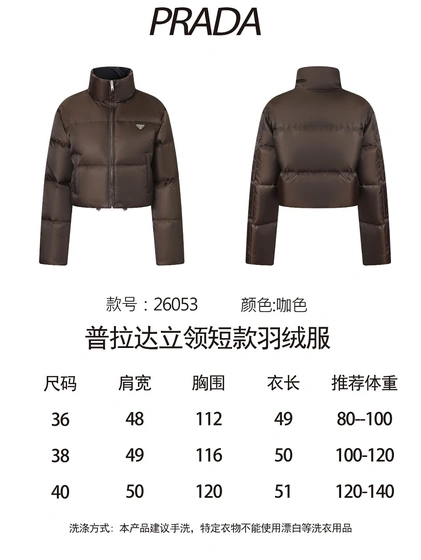 PRADA
款号：26053 颜色:咖色
普拉达立领短款羽绒服
尺码 肩宽 胸围 衣长 推荐体重
36 48 112 49 80--100
38 49 116 50 100-120
40 50 120 51 120-140
洗涤方式：本产品建议手洗，特定衣物不能使用漂白等洗衣用品